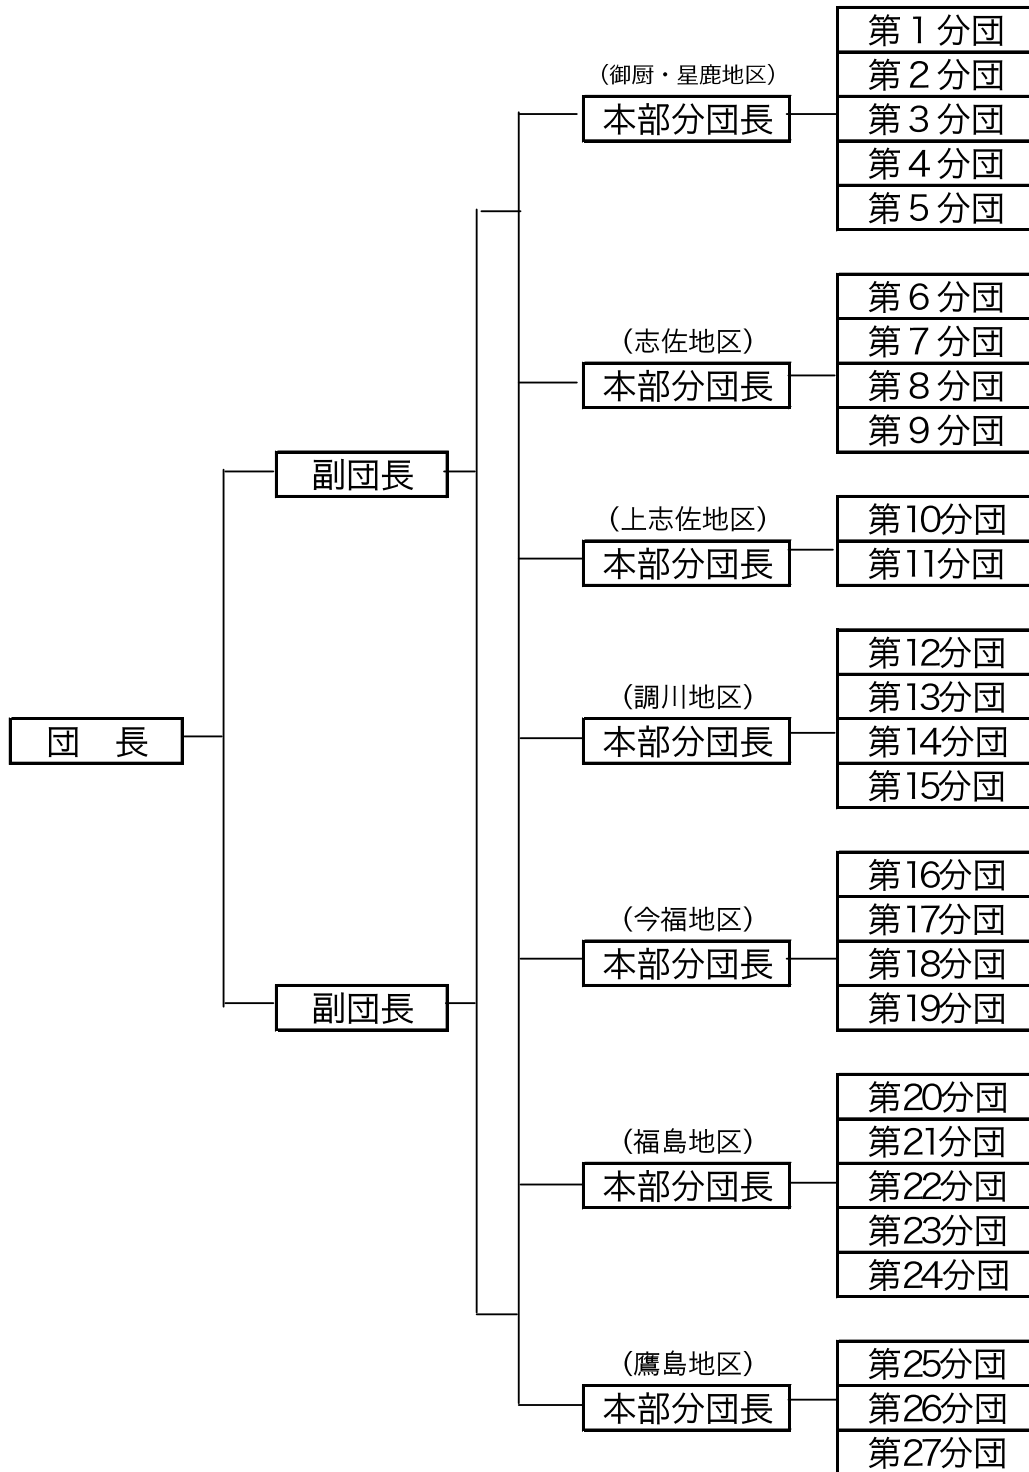 団　長
副団長
副団長
（御厨・星鹿地区）
本部分団長
第１分団
第２分団
第３分団
第４分団
第５分団
（志佐地区）
本部分団長
第６分団
第７分団
第８分団
第９分団
（上志佐地区）
本部分団長
第10分団
第11分団
（調川地区）
本部分団長
第12分団
第13分団
第14分団
第15分団
（今福地区）
本部分団長
第16分団
第17分団
第18分団
第19分団
（福島地区）
本部分団長
第20分団
第21分団
第22分団
第23分団
第24分団
（鷹島地区）
本部分団長
第25分団
第26分団
第27分団